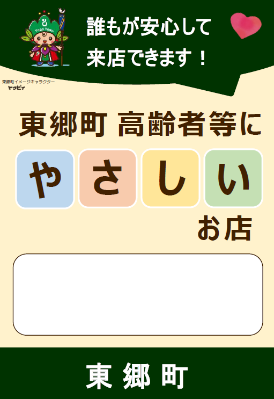 誰もが安心して
来店できます！
東郷町 高齢者等に
やさしい
お店
東郷町